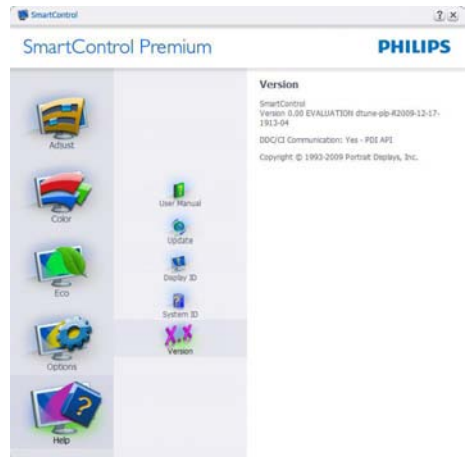 SmartControl
SmartControl Premium
PHILIPS
Adjust
Color
Eco
Options
Help
User Manual
Update
Display ID
System ID
X.X
Version
Version
SmartControl
Version 0.00 EVALUATION dtune-plp-R2009-12-17-
1913-04
DDC/CI Communication: Yes - PDI API
Copyright © 1993-2009 Portrait Displays, Inc.